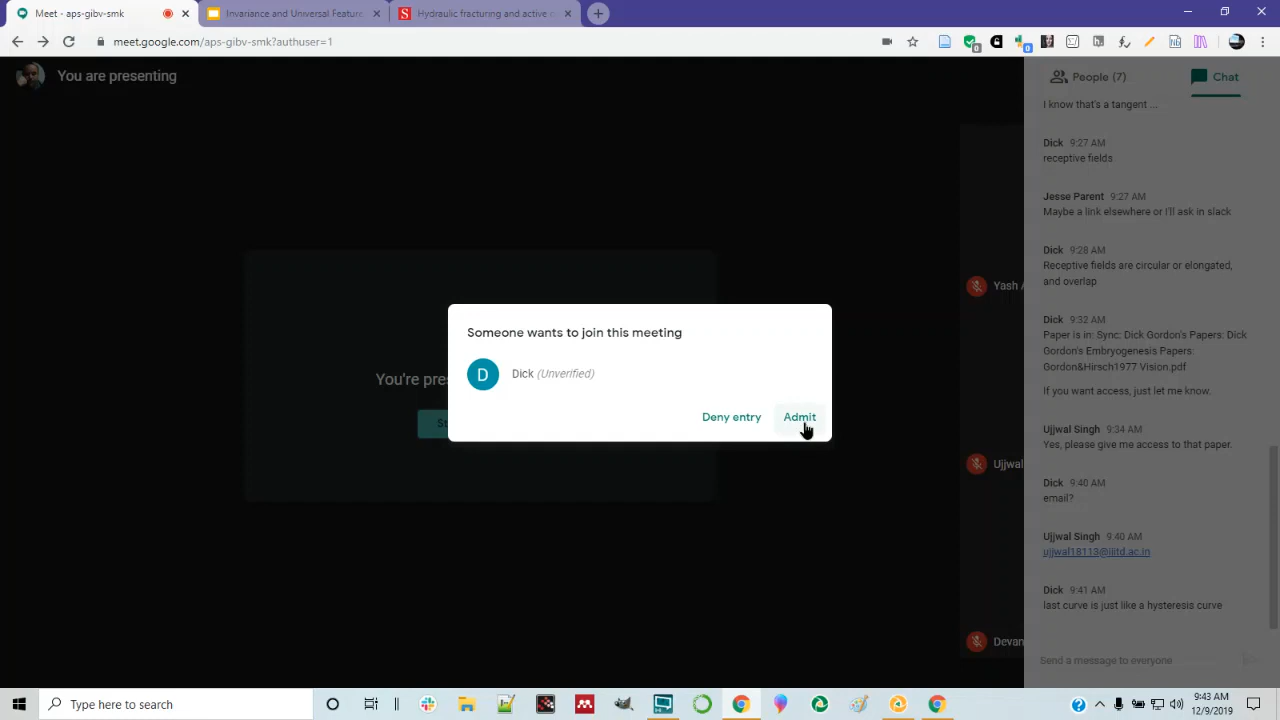 Meet - aps-gibv-smk
Invariance and Universal Feature
Hydraulic fracturing and active c
meet.google.com/aps-gibv-smk?authuser=1
You are presenting
People (7)
Chat
I know that's a tangent ...
Dick 9:27 AM
receptive fields.
Jesse Parent 9:27 AM
Maybe a link elsewhere or I'll ask in slack
Dick 9:28 AM
Receptive fields are circular or elongated,
and overlap
Dick 9:32 AM
Paper is in: Sync: Dick Gordon's Papers: Dick
Gordon's Embryogenesis Papers:
Gordon&Hirsch1977 Vision.pdf
If you want access, just let me know.
Ujjwal Singh 9:34 AM
Yes, please give me access to that paper.
Dick 9:40 AM
email?
Ujjwal Singh 9:40 AM
ujjwal18113@iiitd.ac.in
Dick 9:41 AM
last curve is just like a hysteresis curve
Send a message to everyone
Yash
Ujjwal
Devan
You're pre
St
Someone wants to join this meeting
D
Dick (Unverified)
Deny entry
Admit
Type here to search
9:43 AM
12/9/2019